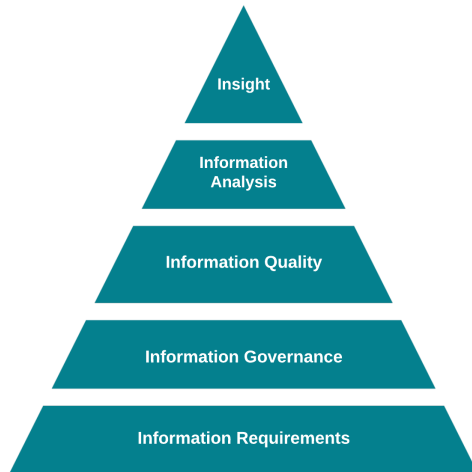 Insight
Information
Analysis
Information Quality
Information Governance
Information Requirements